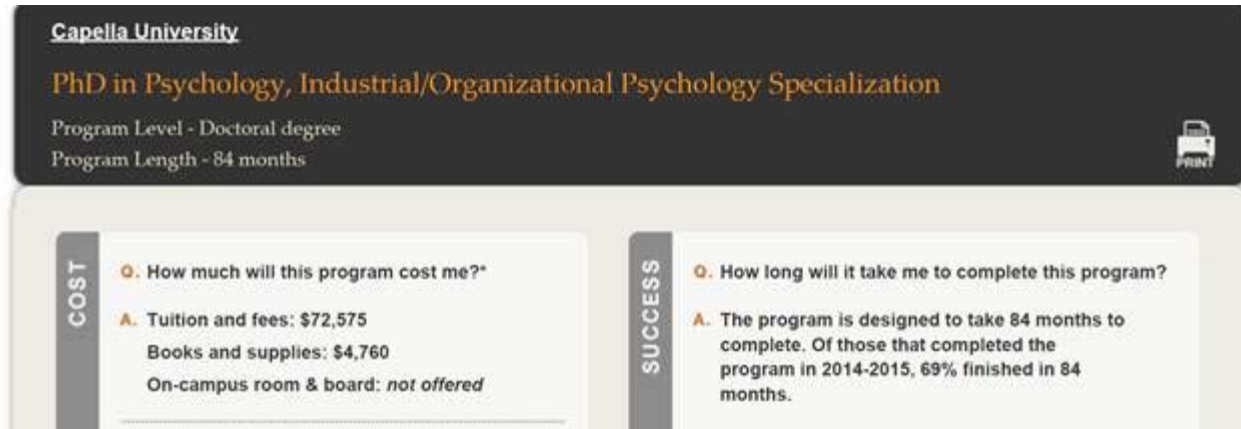 Capella University
PhD in Psychology, Industrial/Organizational Psychology Specialization
Program Level - Doctoral degree
Program Length - 84 months
PRINT
COST
Q. How much will this program cost me?*
A. Tuition and fees: $72,575
Books and supplies: $4,760
On-campus room & board: not offered
SUCCESS
Q. How long will it take me to complete this program?
A. The program is designed to take 84 months to
complete. Of those that completed the
program in 2014-2015, 69% finished in 84
months.